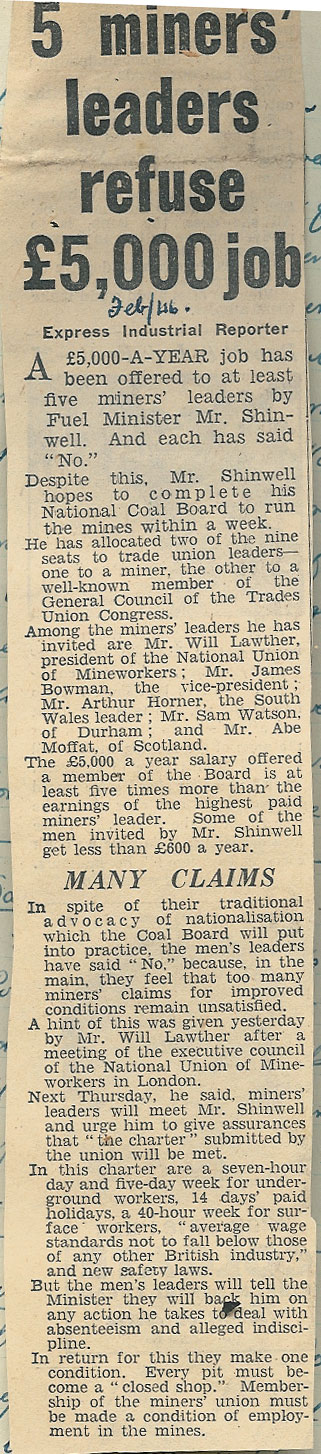 5 miners'
leaders
refuse
£5,000 job
Feb/46.
Express Industrial Reporter
A £5,000-A-YEAR job has
been offered to at least
five miners' leaders by
Fuel Minister Mr. Shin-
well. And each has said
"No."
Despite this, Mr. Shinwell
hopes to complete his
National Coal Board to run
the mines within a week.
He has allocated two of the nine
seats to trade union leaders—
one to a miner, the other to a
well-known member of the
General Council of the Trades
Union Congress.
Among the miners' leaders he has
invited are Mr. Will Lawther,
president of the National Union
of Mineworkers; Mr. James
Bowman, the vice-president;
Mr. Arthur Horner, the South
Wales leader; Mr. Sam Watson,
of Durham; and Mr. Abe
Moffat, of Scotland.
The £5,000 a year salary offered
a member of the Board is at
least five times more than the
earnings of the highest paid
miners' leader. Some of the
men invited by Mr. Shinwell
get less than £600 a year.
MANY CLAIMS
In spite of their traditional
advocacy of nationalisation
which the Coal Board will put
into practice, the men's leaders
have said "No," because, in the
main, they feel that too many
miners' claims for improved
conditions remain unsatisfied.
A hint of this was given yesterday
by Mr. Will Lawther after a
meeting of the executive council
of the National Union of Mine-
workers in London.
Next Thursday, he said, miners'
leaders will meet Mr. Shinwell
and urge him to give assurances
that "the charter" submitted by
the union will be met.
In this charter are a seven-hour
day and five-day week for under-
ground workers, 14 days' paid
holidays, a 40-hour week for sur-
face workers, "average wage
standards not to fall below those
of any other British industry,"
and new safety laws.
But the men's leaders will tell the
Minister they will back him on
any action he takes to deal with
absenteeism and alleged indisci-
pline.
In return for this they make one
condition. Every pit must be-
come a "closed shop." Member-
ship of the miners' union must
be made a condition of employ-
ment in the mines.